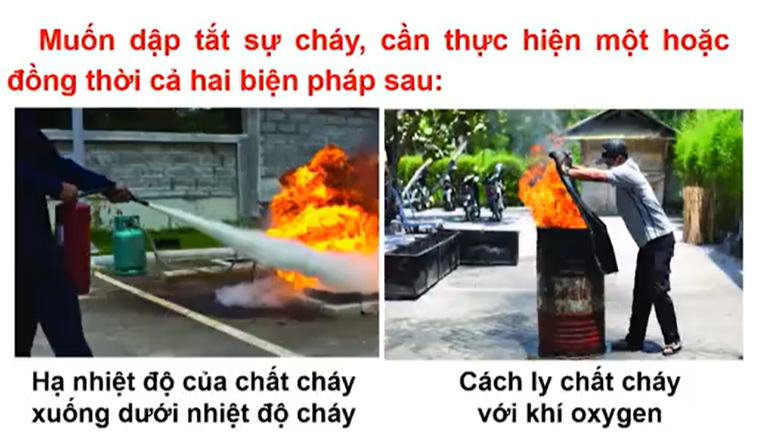 Muốn dập tắt sự cháy, cần thực hiện một hoặc
đồng thời cả hai biện pháp sau:
Hạ nhiệt độ của chất cháy
xuống dưới nhiệt độ cháy
Cách ly chất cháy
với khí oxygen